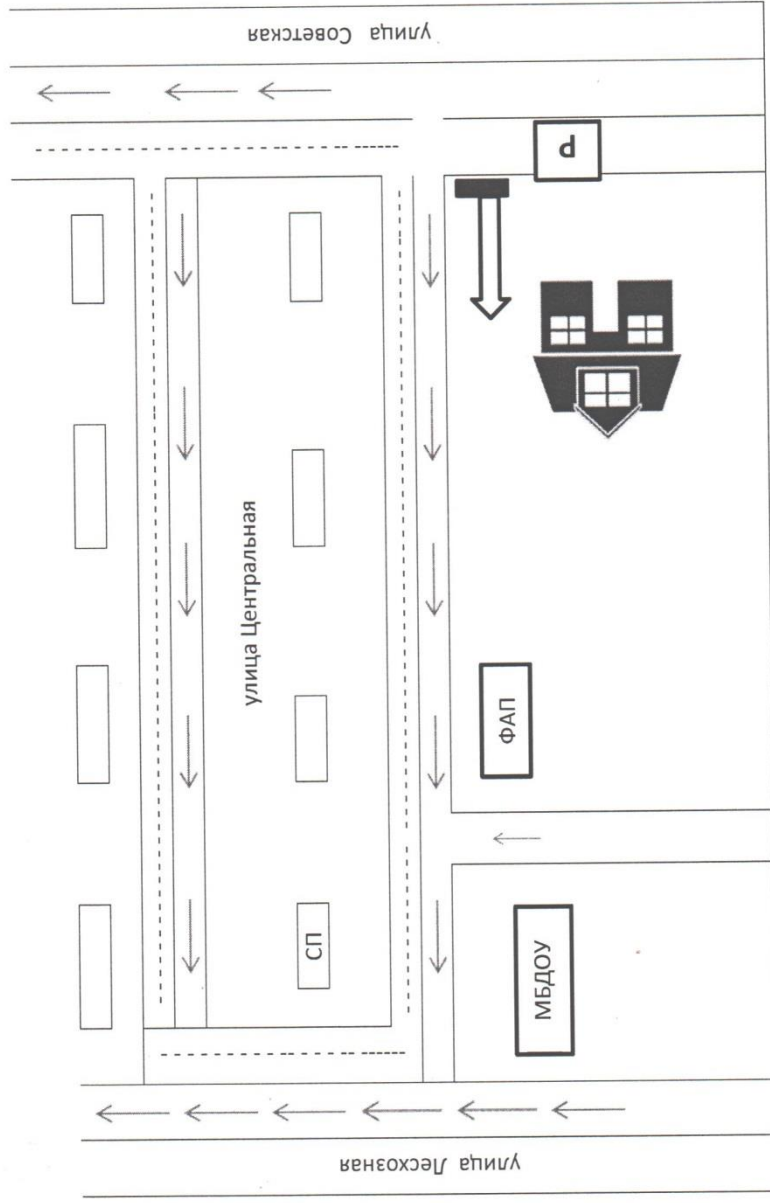 улица Советская
Р
улица Центральная
ФАП
СП
МБДОУ
улица Лесхозная